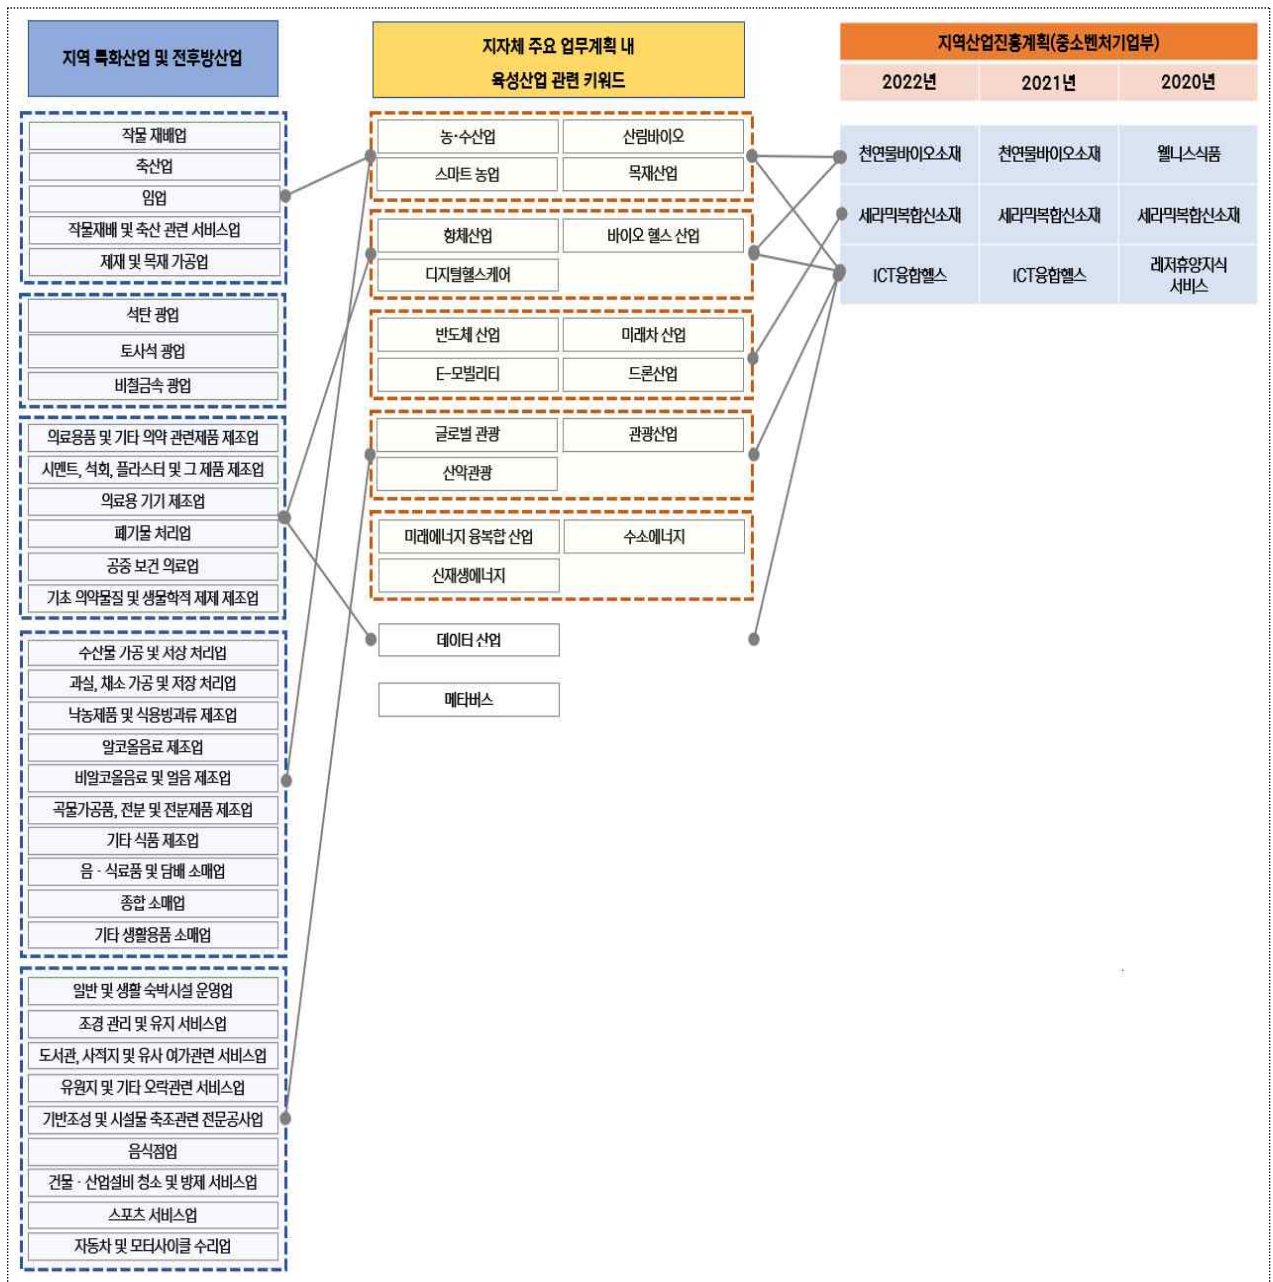 지역 특화산업 및 전후방산업
작물 재배업
축산업
임업
작물재배 및 축산 관련 서비스업
제재 및 목재 가공업
석탄 광업
토사석 광업
비철금속 광업
의료용품 및 기타 의약 관련제품 제조업
시멘트, 석회, 플라스터 및 그 제품 제조업
의료용 기기 제조업
폐기물 처리업
공중 보건 의료업
기초 의약물질 및 생물학적 제제 제조업
수산물 가공 및 저장 처리업
과실, 채소 가공 및 저장 처리업
낙농제품 및 식용빙과류 제조업
알코올음료 제조업
비알코올음료 및 얼음 제조업
곡물가공품, 전분 및 전분제품 제조업
기타 식품 제조업
음 · 식료품 및 담배 소매업
종합 소매업
기타 생활용품 소매업
일반 및 생활 숙박시설 운영업
조경 관리 및 유지 서비스업
도서관, 사적지 및 유사 여가관련 서비스업
유원지 및 기타 오락관련 서비스업
기반조성 및 시설물 축조관련 전문공사업
음식점업
건물 · 산업설비 청소 및 방제 서비스업
스포츠 서비스업
자동차 및 모터사이클 수리업
지자체 주요 업무계획 내
육성산업 관련 키워드
농·수산업 산림바이오
스마트 농업 목재산업
항체산업 바이오 헬스 산업
디지털헬스케어
반도체 산업 미래차 산업
E-모빌리티 드론산업
글로벌 관광 관광산업
산악관광
미래에너지 융복합 산업 수소에너지
신재생에너지
데이터 산업
메타버스
지역산업진흥계획(중소벤처기업부)
2022년 2021년 2020년
천연물바이오소재 천연물바이오소재 웰니스식품
세라믹복합신소재 세라믹복합신소재 세라믹복합신소재
ICT융합헬스 ICT융합헬스 레저휴양지식
서비스